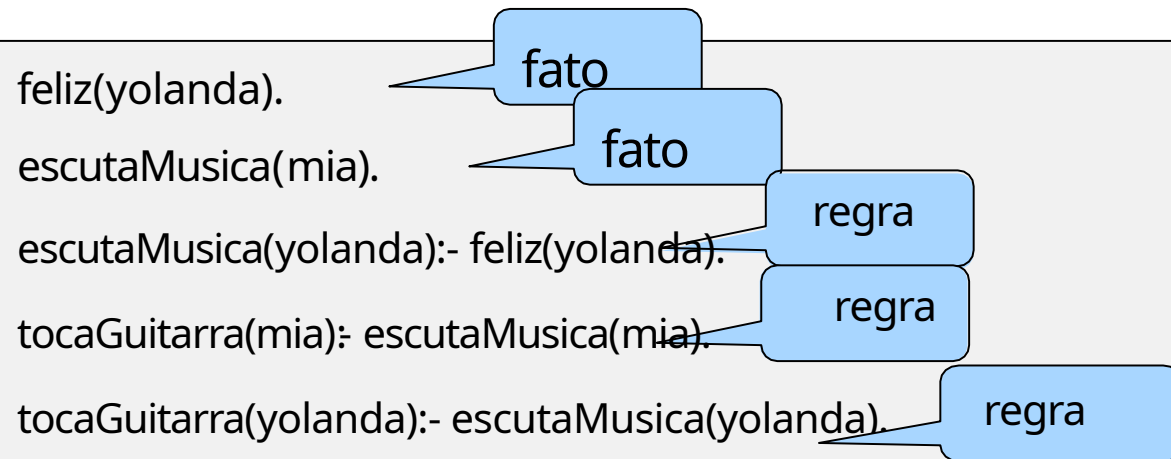 feliz(yolanda).
fato
escutaMusica(mia).
fato
escutaMusica(yolanda):- feliz(yolanda).
regra
tocaGuitarra(mia):- escutaMusica(mia).
regra
tocaGuitarra(yolanda):- escutaMusica(yolanda).
regra